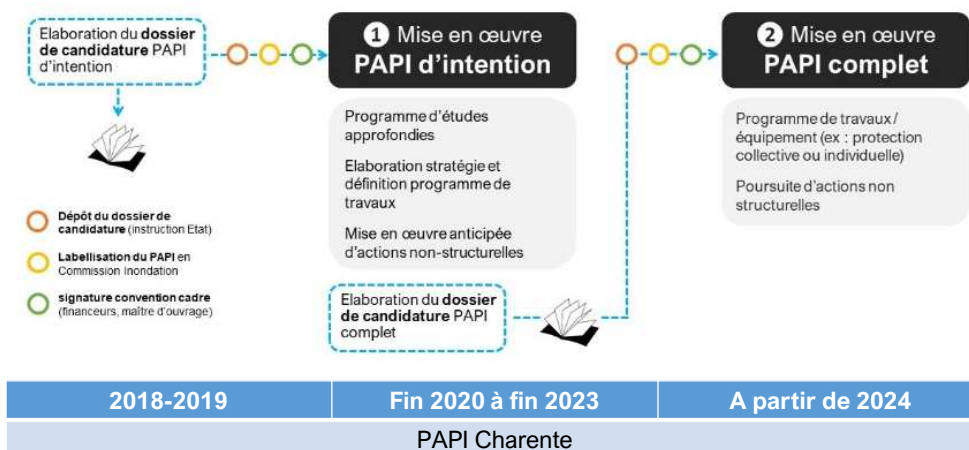 Elaboration du dossier
de candidature PAPI
d'intention
1 Mise en œuvre
PAPI d'intention
2 Mise en œuvre
PAPI complet
Programme d'études
approfondies
Elaboration stratégie et
définition programme de
travaux
Mise en œuvre anticipée
d'actions non-structurelles
Programme de travaux /
équipement (ex : protection
collective ou individuelle)
Poursuite d'actions non
structurelles
Dépôt du dossier de
candidature (instruction Etat)
Labellisation du PAPI en
Commission Inondation
signature convention cadre
(financeurs, maître d'ouvrage)
Elaboration du dossier
de candidature PAPI
complet
2018-2019
Fin 2020 à fin 2023
A partir de 2024
PAPI Charente